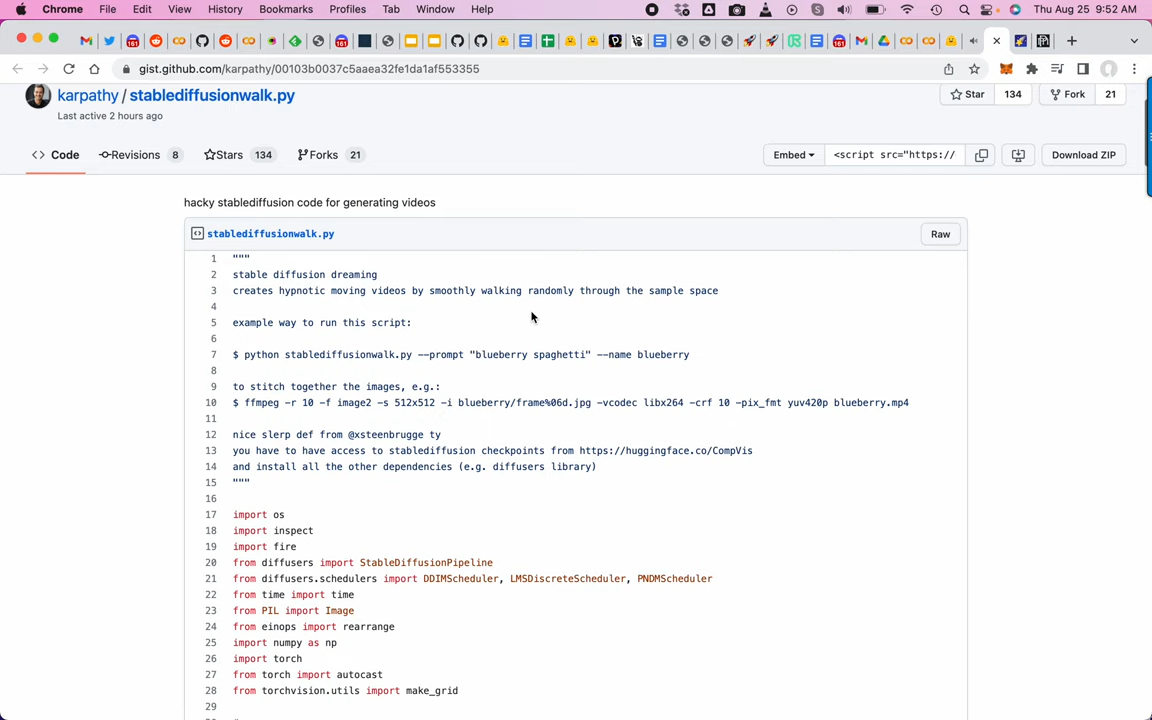 Chrome File Edit View History Bookmarks Profiles Tab Window Help Thu Aug 25 9:52 AM
gist.github.com/karpathy/00103b0037c5aaea32fe1da1af553355
karpathy / stablediffusionwalk.py
Star 134 Fork 21
Last active 2 hours ago
<> Code Revisions 8 Stars 134 Forks 21 Embed <script src="https:// Download ZIP
hacky stablediffusion code for generating videos
stablediffusionwalk.py Raw
1 """
2 stable diffusion dreaming
3 creates hypnotic moving videos by smoothly walking randomly through the sample space
4
5 example way to run this script:
6
7 $ python stablediffusionwalk.py --prompt "blueberry spaghetti" --name blueberry
8
9 to stitch together the images, e.g.:
10 $ ffmpeg -r 10 -f image2 -s 512x512 -i blueberry/frame%06d.jpg -vcodec libx264 -crf 10 -pix_fmt yuv420p blueberry.mp4
11
12 nice slerp def from @xsteenbrugge ty
13 you have to have access to stablediffusion checkpoints from https://huggingface.co/CompVis
14 and install all the other dependencies (e.g. diffusers library)
15 """
16
17 import os
18 import inspect
19 import fire
20 from diffusers import StableDiffusionPipeline
21 from diffusers.schedulers import DDIMScheduler, LMSDiscreteScheduler, PNDMScheduler
22 from time import time
23 from PIL import Image
24 from einops import rearrange
25 import numpy as np
26 import torch
27 from torch import autocast
28 from torchvision.utils import make_grid
29